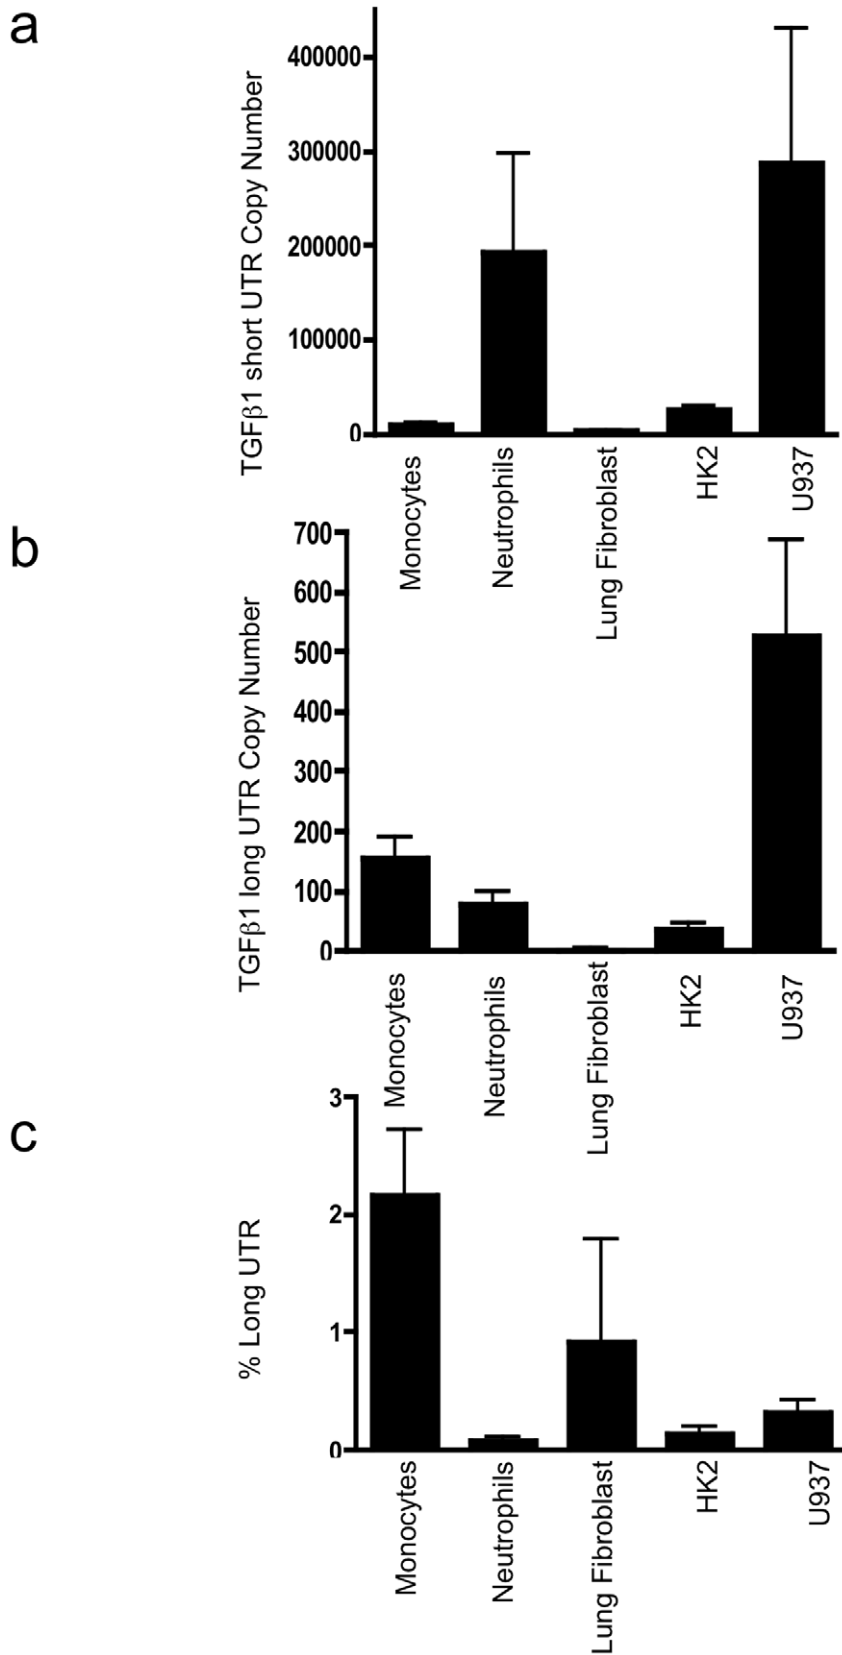 a
TGFβ1 short UTR Copy Number
400000
300000
200000
100000
0
Monocytes
Neutrophils
Lung Fibroblast
HK2
U937
b
TGFβ1 long UTR Copy Number
700
600
500
400
300
200
100
0
Monocytes
Neutrophils
Lung Fibroblast
HK2
U937
c
% Long UTR
3
2
1
0
Monocytes
Neutrophils
Lung Fibroblast
HK2
U937